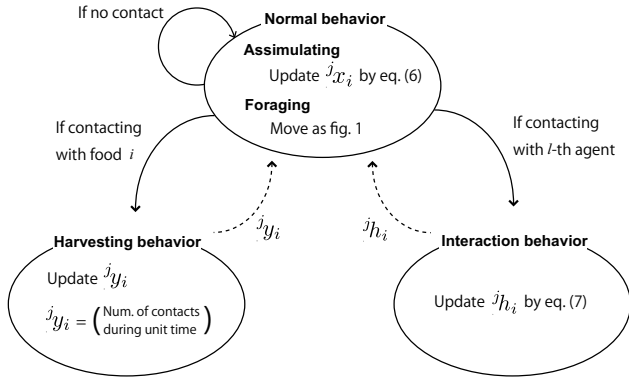 If no contact
Normal behavior
Assimulating
Update ʲxᵢ by eq. (6)
Foraging
Move as fig. 1
If contacting
with food i
If contacting
with l-th agent
ʲyᵢ
ʲhᵢ
Harvesting behavior
Update ʲyᵢ
ʲyᵢ = ( Num. of contacts
during unit time )
Interaction behavior
Update ʲhᵢ by eq. (7)